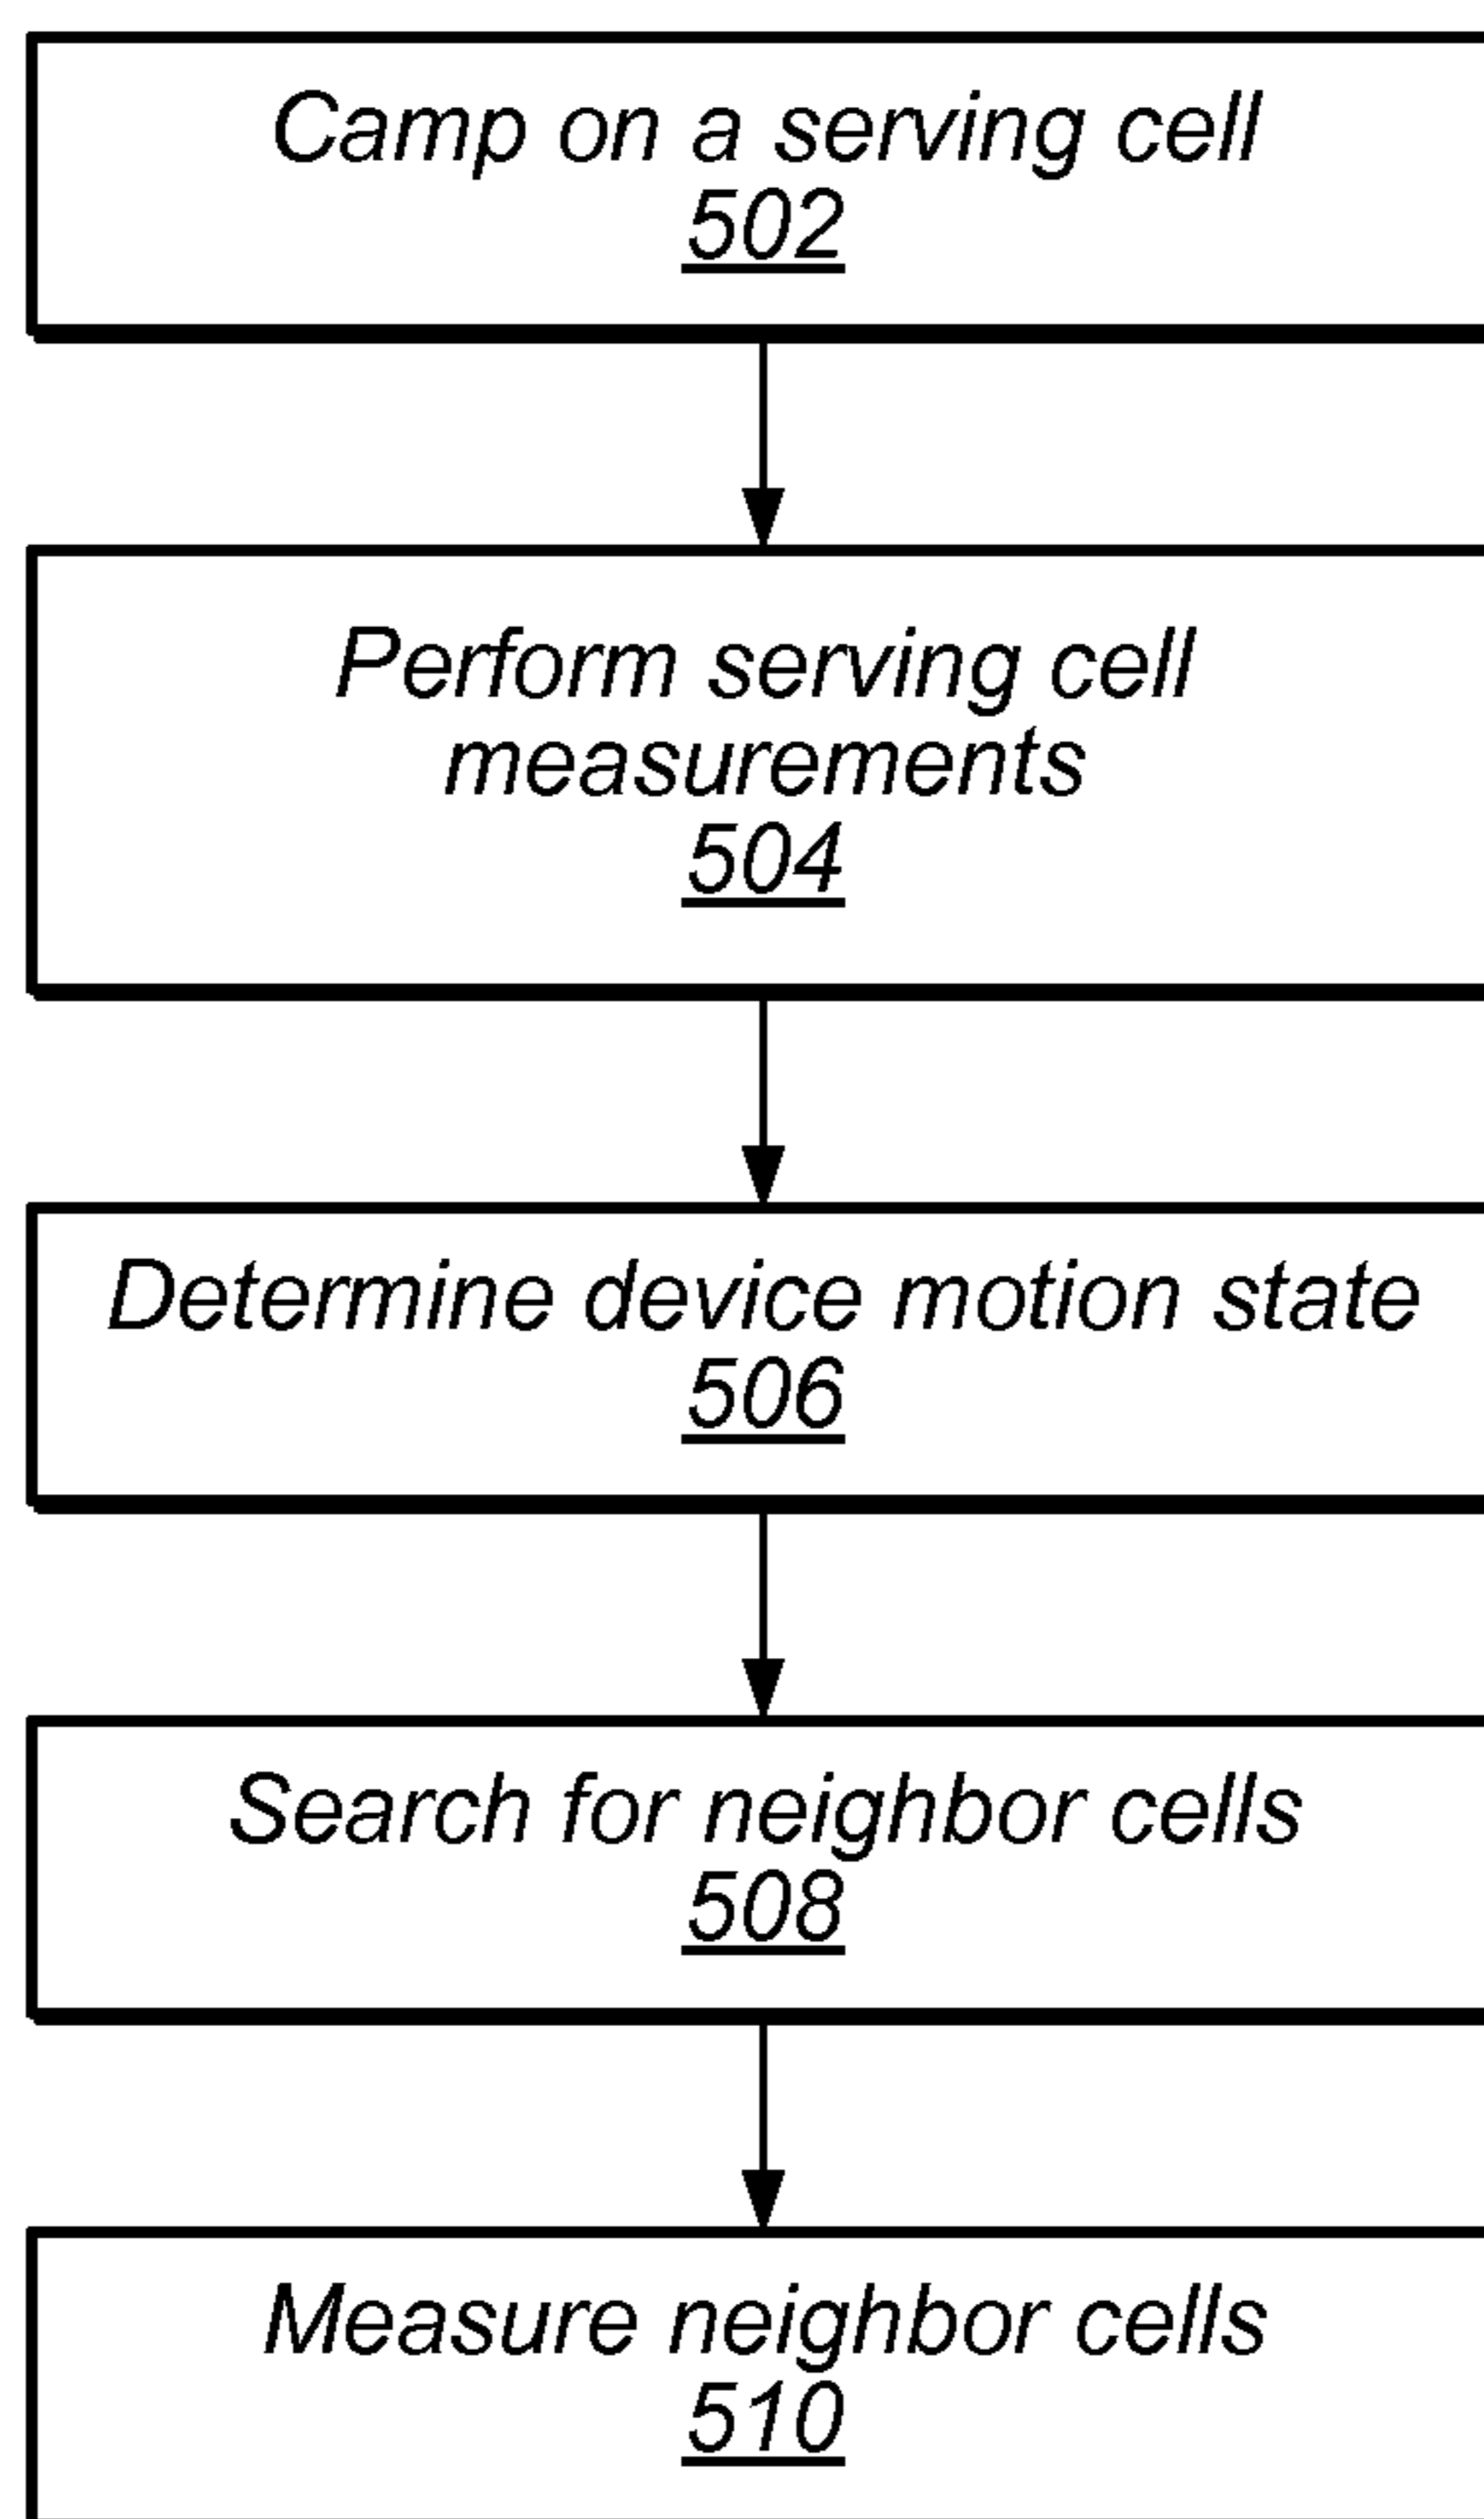 Camp on a serving cell
502
Perform serving cell
measurements
504
Determine device motion state
506
Search for neighbor cells
508
Measure neighbor cells
510